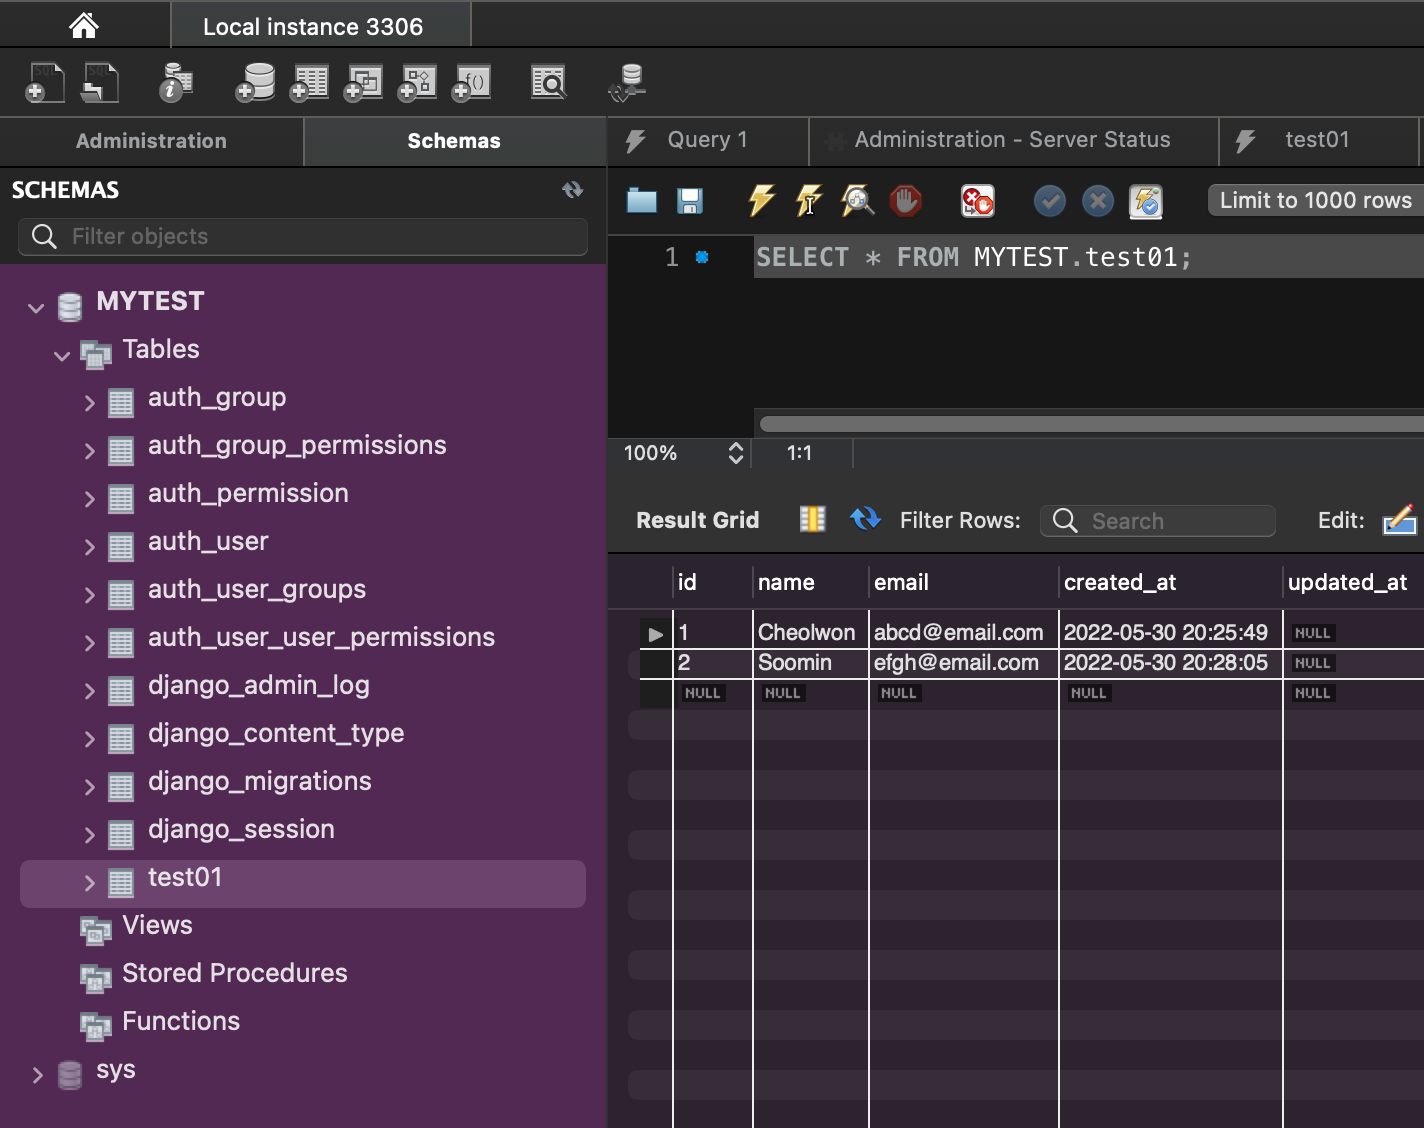 Local instance 3306
Administration
Schemas
Query 1
Administration - Server Status
test01
SCHEMAS
Filter objects
Limit to 1000 rows
1
SELECT * FROM MYTEST.test01;
MYTEST
Tables
auth_group
auth_group_permissions
auth_permission
auth_user
auth_user_groups
auth_user_user_permissions
django_admin_log
django_content_type
django_migrations
django_session
test01
Views
Stored Procedures
Functions
sys
100%
1:1
Result Grid
Filter Rows:
Search
Edit:
id name email created_at updated_at
1 Cheolwon abcd@email.com 2022-05-30 20:25:49 NULL
2 Soomin efgh@email.com 2022-05-30 20:28:05 NULL
NULL NULL NULL NULL NULL